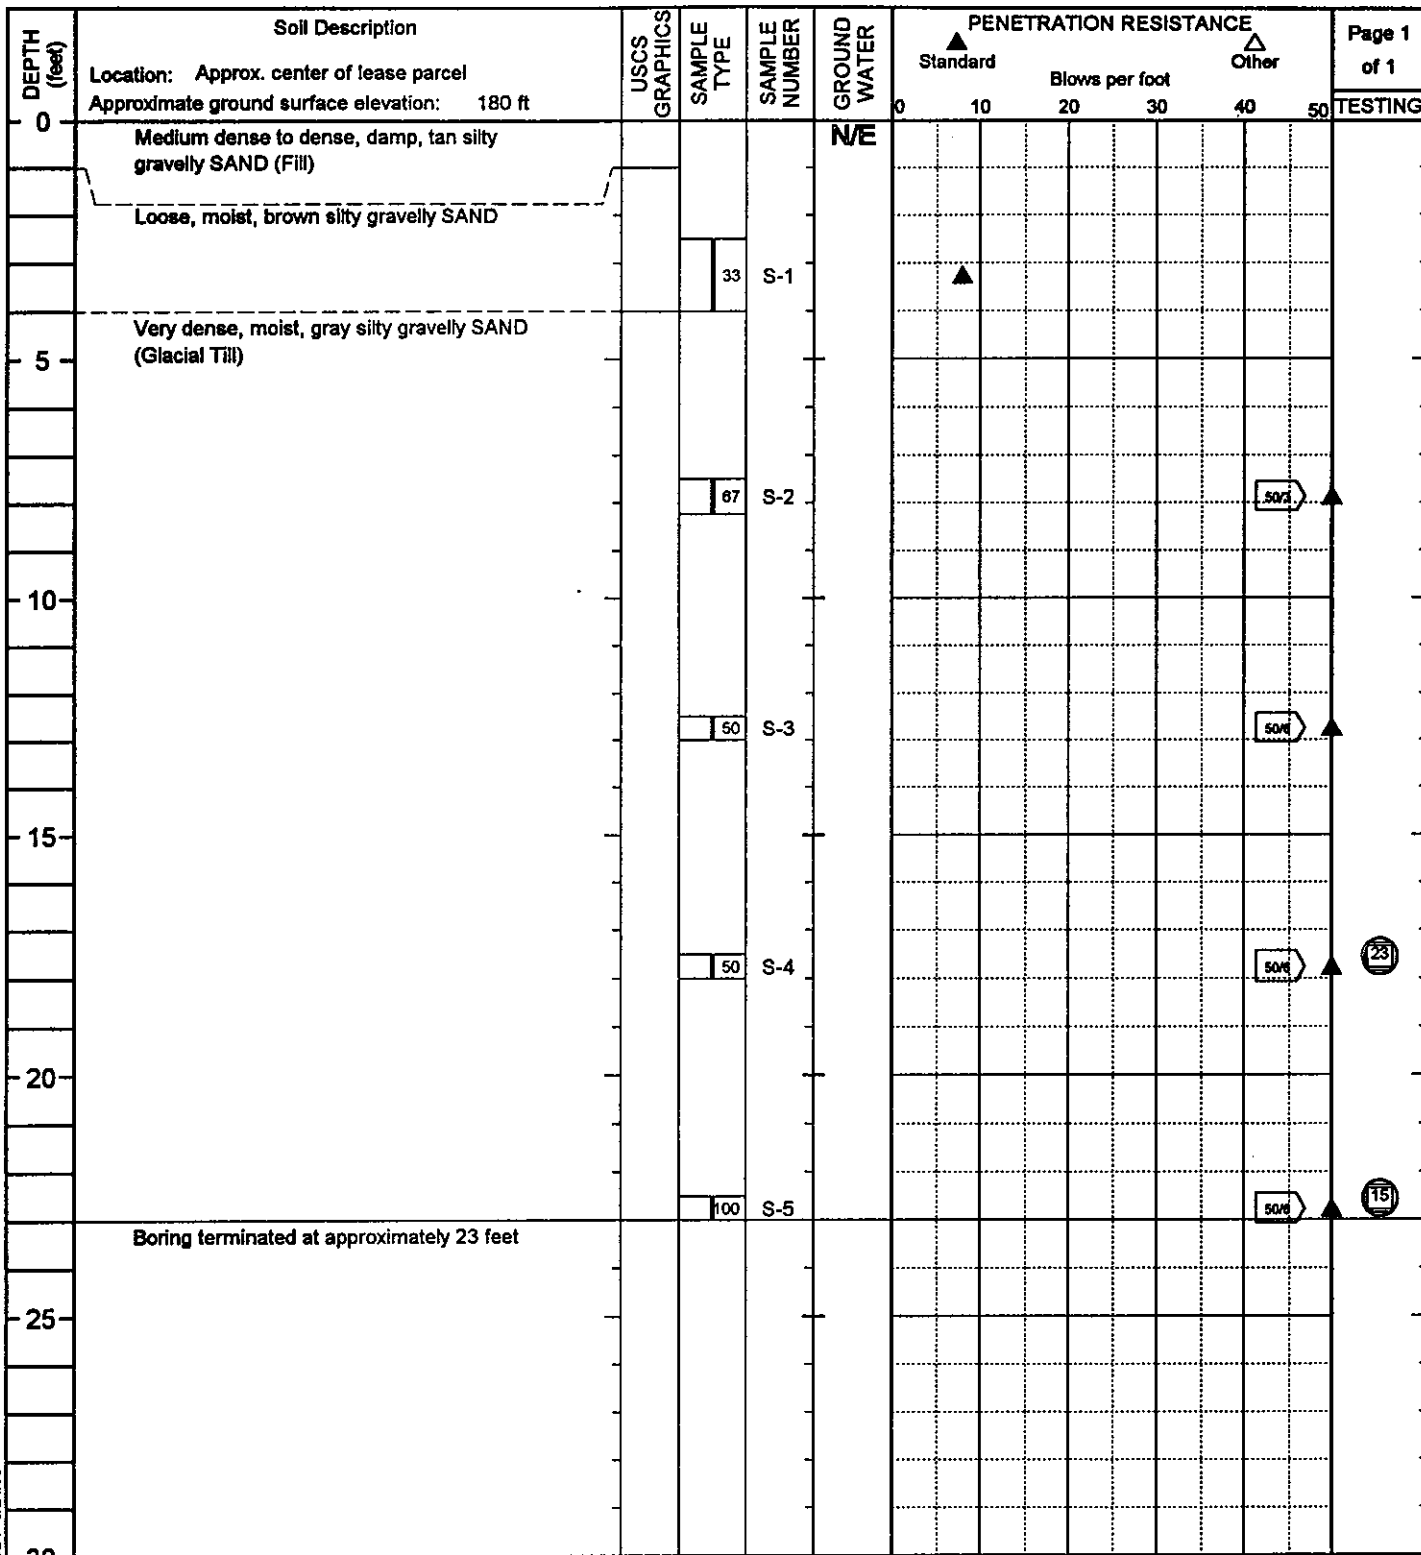 DEPTH (feet)
Soil Description
Location: Approx. center of lease parcel
Approximate ground surface elevation: 180 ft
USCS GRAPHICS
SAMPLE TYPE
SAMPLE NUMBER
GROUND WATER
PENETRATION RESISTANCE
▲ Standard
△ Other
Blows per foot
0 10 20 30 40 50
Page 1
of 1
TESTING
0
Medium dense to dense, damp, tan silty
gravelly SAND (Fill)
N/E
Loose, moist, brown silty gravelly SAND
33 S-1
Very dense, moist, gray silty gravelly SAND
(Glacial Till)
5
67 S-2 50/3
10
50 S-3 50/6
15
50 S-4 50/6 23
20
100 S-5 50/6 15
Boring terminated at approximately 23 feet
25